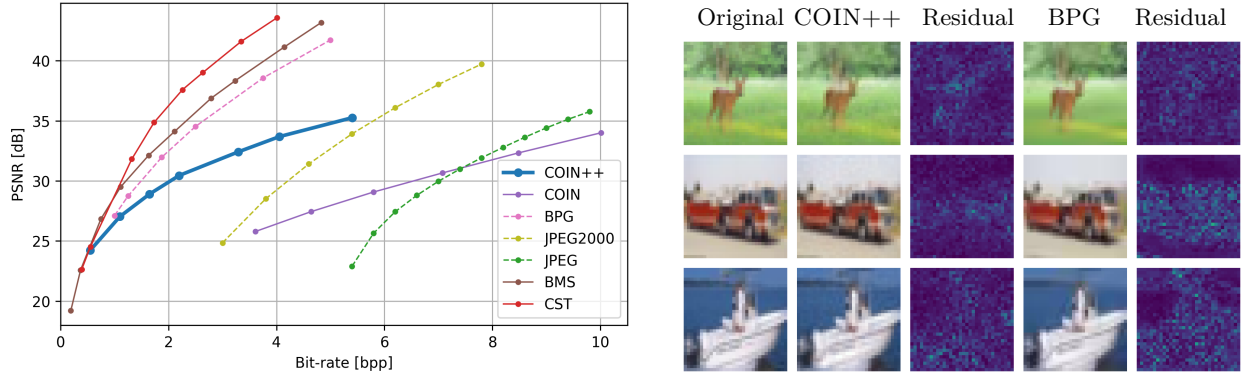 PSNR [dB]
40
35
30
25
20
0
2
4
6
8
10
Bit-rate [bpp]
COIN++
COIN
BPG
JPEG2000
JPEG
BMS
CST
Original COIN++ Residual BPG Residual